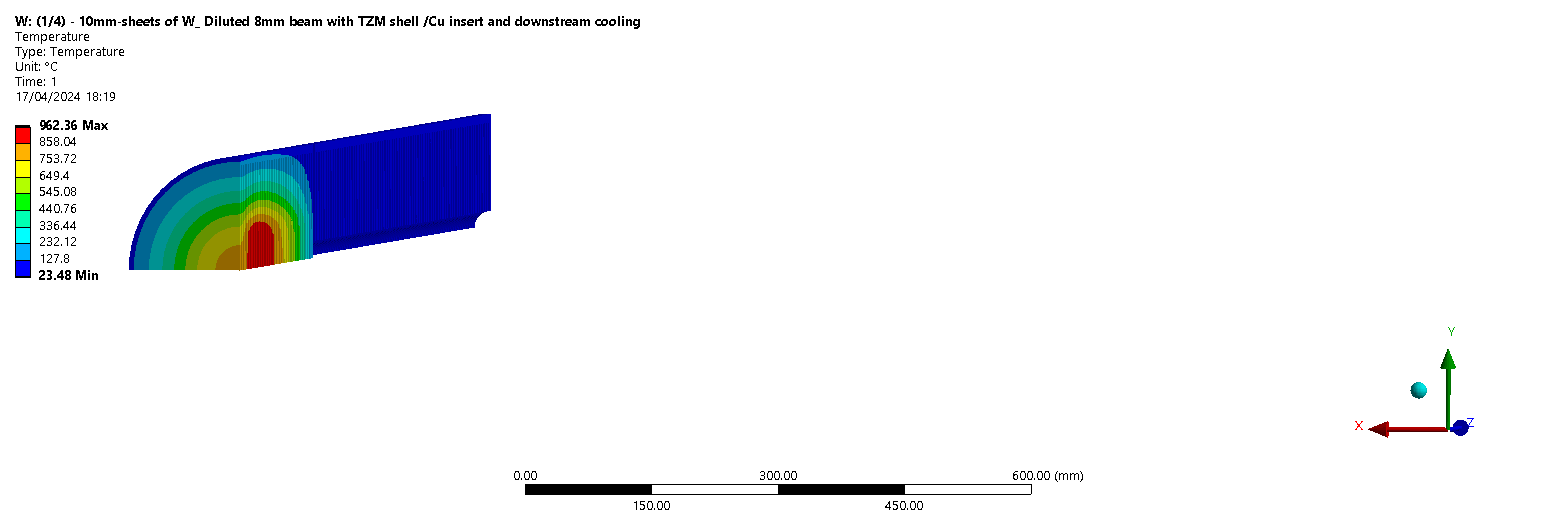 W: (1/4) - 10mm-sheets of W_ Diluted 8mm beam with TZM shell /Cu insert and downstream cooling
Temperature
Type: Temperature
Unit: °C
Time: 1
17/04/2024 18:19
962.36 Max
858.04
753.72
649.4
545.08
440.76
336.44
232.12
127.8
23.48 Min
Y
X
Z
0.00 300.00 600.00 (mm)
150.00 450.00